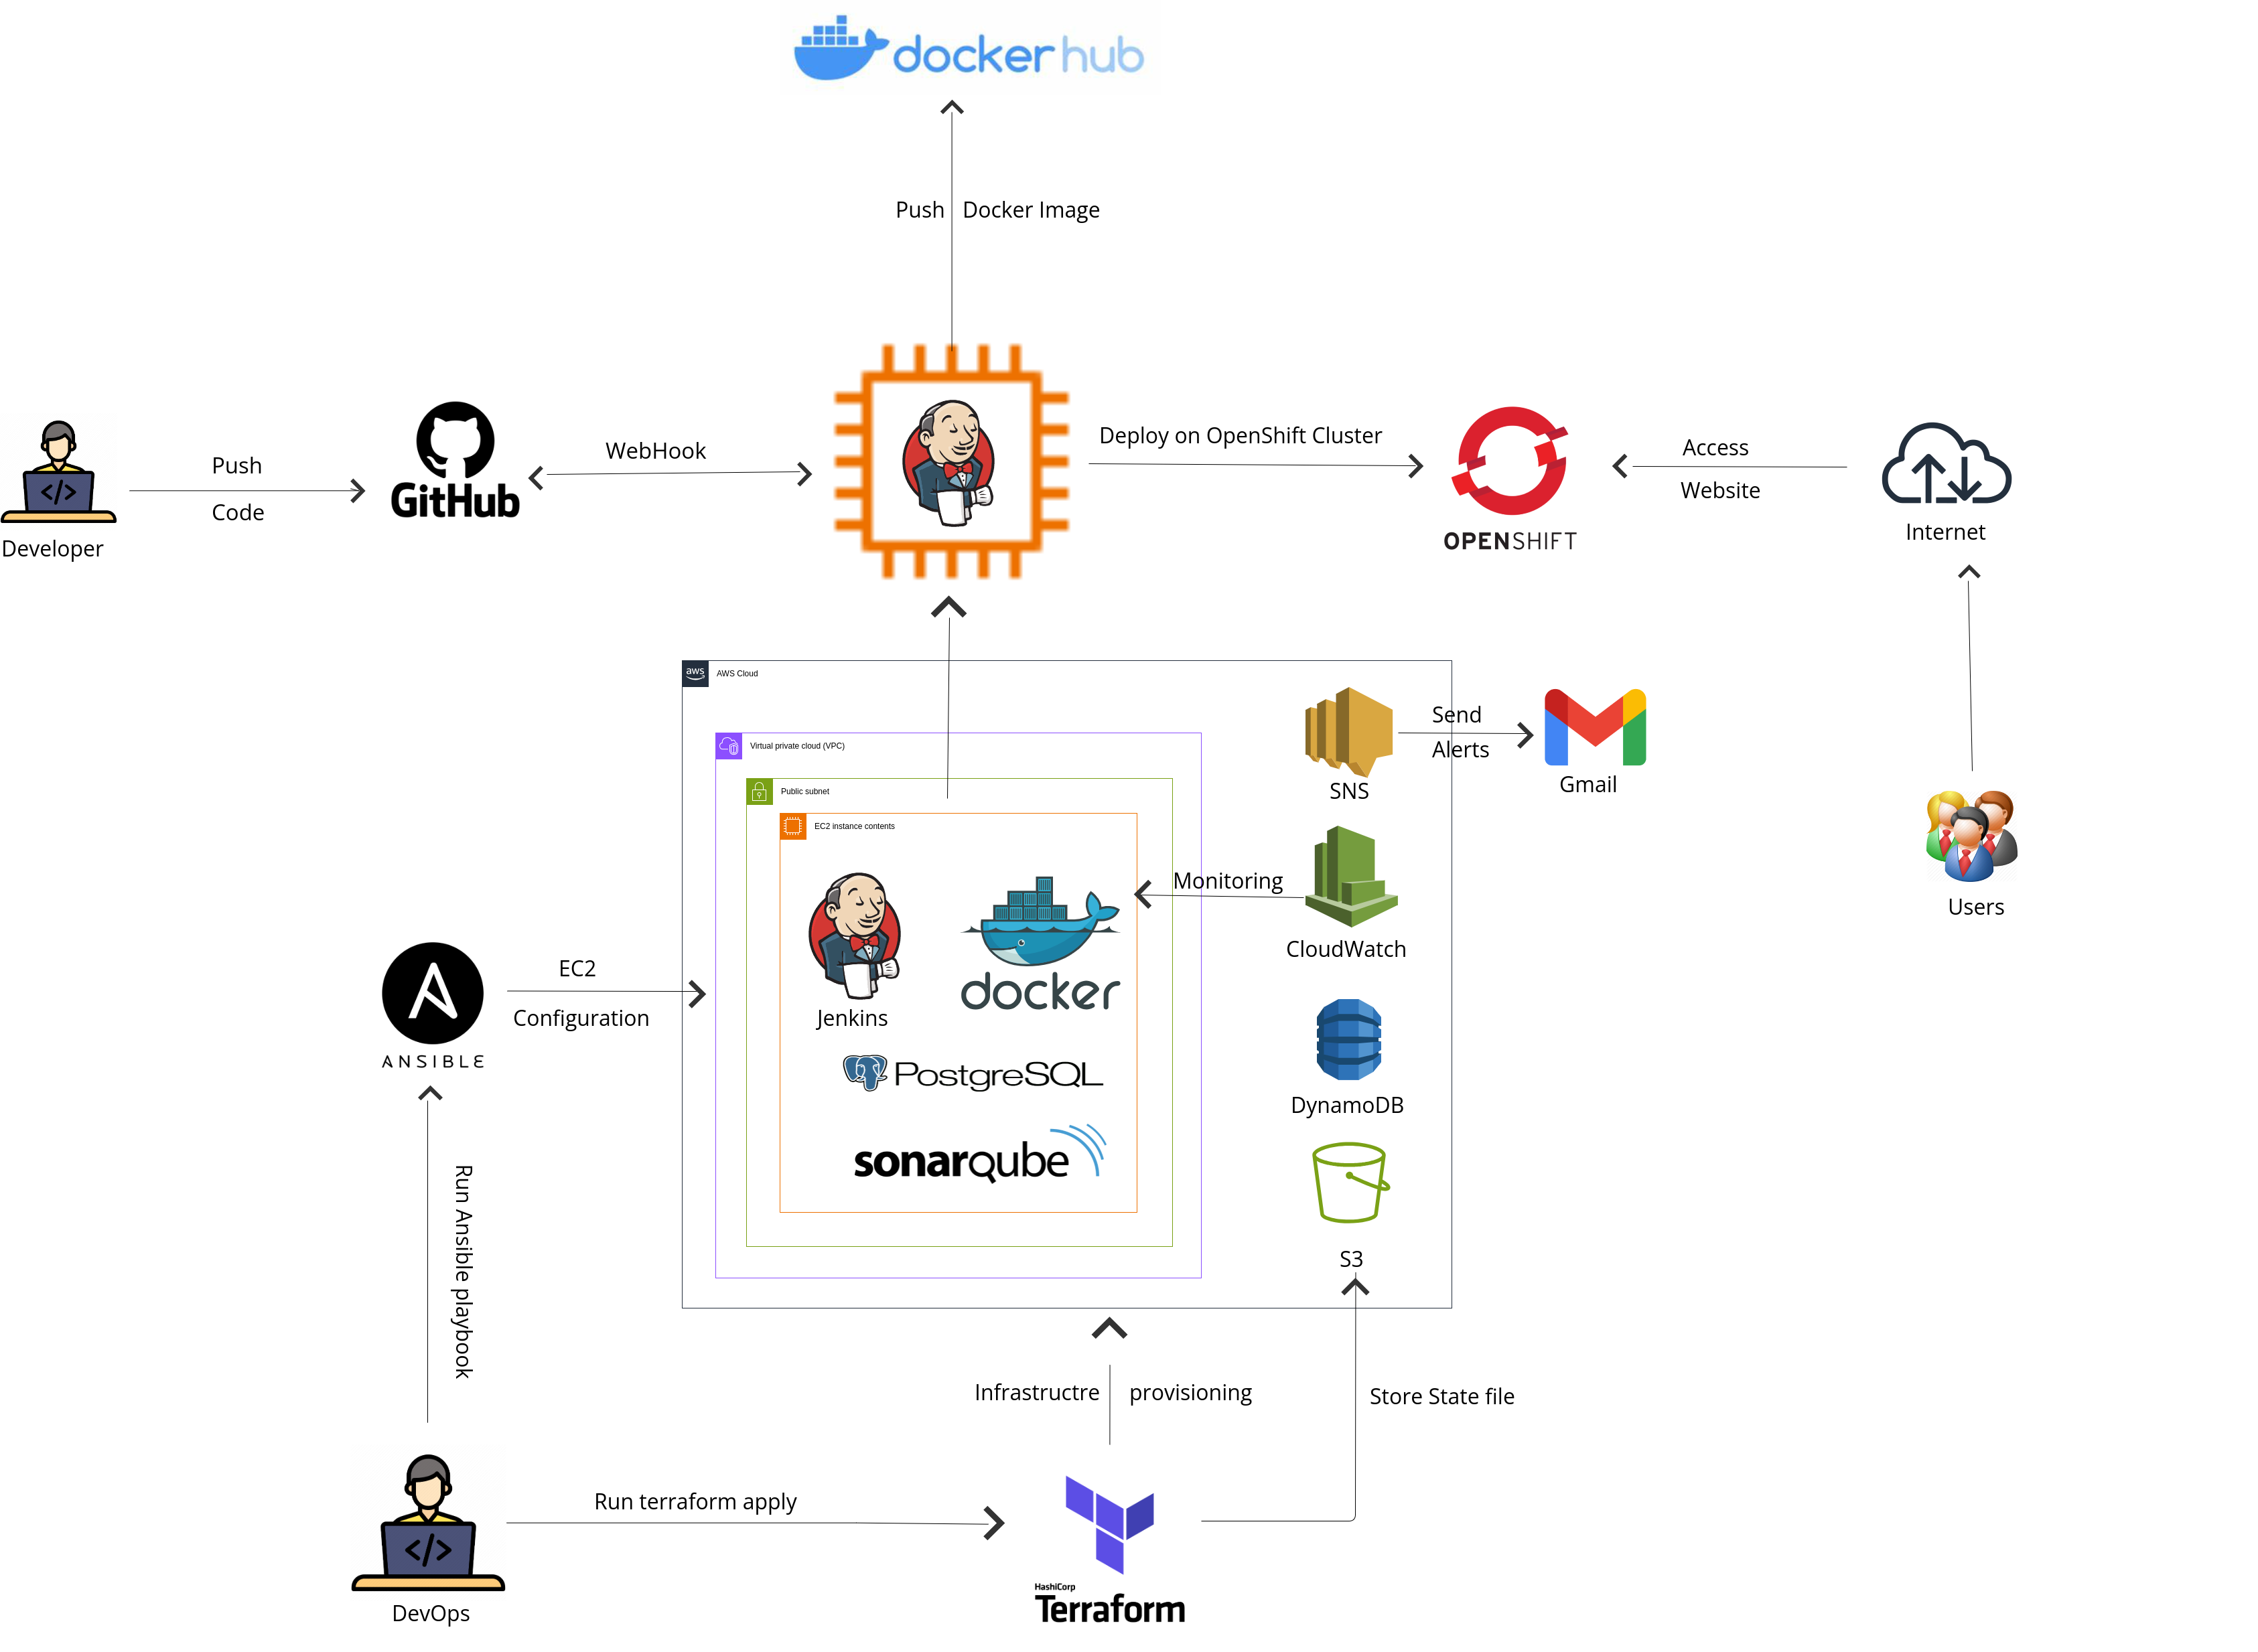 docker hub
Push Docker Image
Push
Code
Developer
GitHub
WebHook
Deploy on OpenShift Cluster
OPENSHIFT
Access
Website
Internet
Users
aws
AWS Cloud
Virtual private cloud (VPC)
Public subnet
EC2 instance contents
Jenkins
docker
PostgreSQL
sonarqube
SNS
Send
Alerts
Gmail
Monitoring
CloudWatch
DynamoDB
S3
ANSIBLE
EC2
Configuration
Run Ansible playbook
Infrastructre provisioning
Store State file
Run terraform apply
DevOps
HashiCorp
Terraform